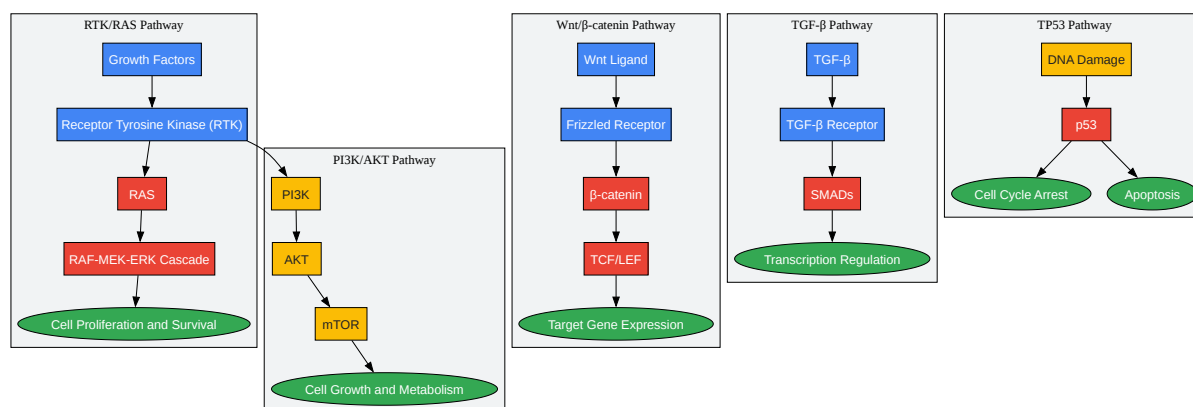 RTK/RAS Pathway
Growth Factors
Receptor Tyrosine Kinase (RTK)
RAS
RAF-MEK-ERK Cascade
Cell Proliferation and Survival
PI3K/AKT Pathway
PI3K
AKT
mTOR
Cell Growth and Metabolism
Wnt/β-catenin Pathway
Wnt Ligand
Frizzled Receptor
β-catenin
TCF/LEF
Target Gene Expression
TGF-β Pathway
TGF-β
TGF-β Receptor
SMADs
Transcription Regulation
TP53 Pathway
DNA Damage
p53
Cell Cycle Arrest
Apoptosis